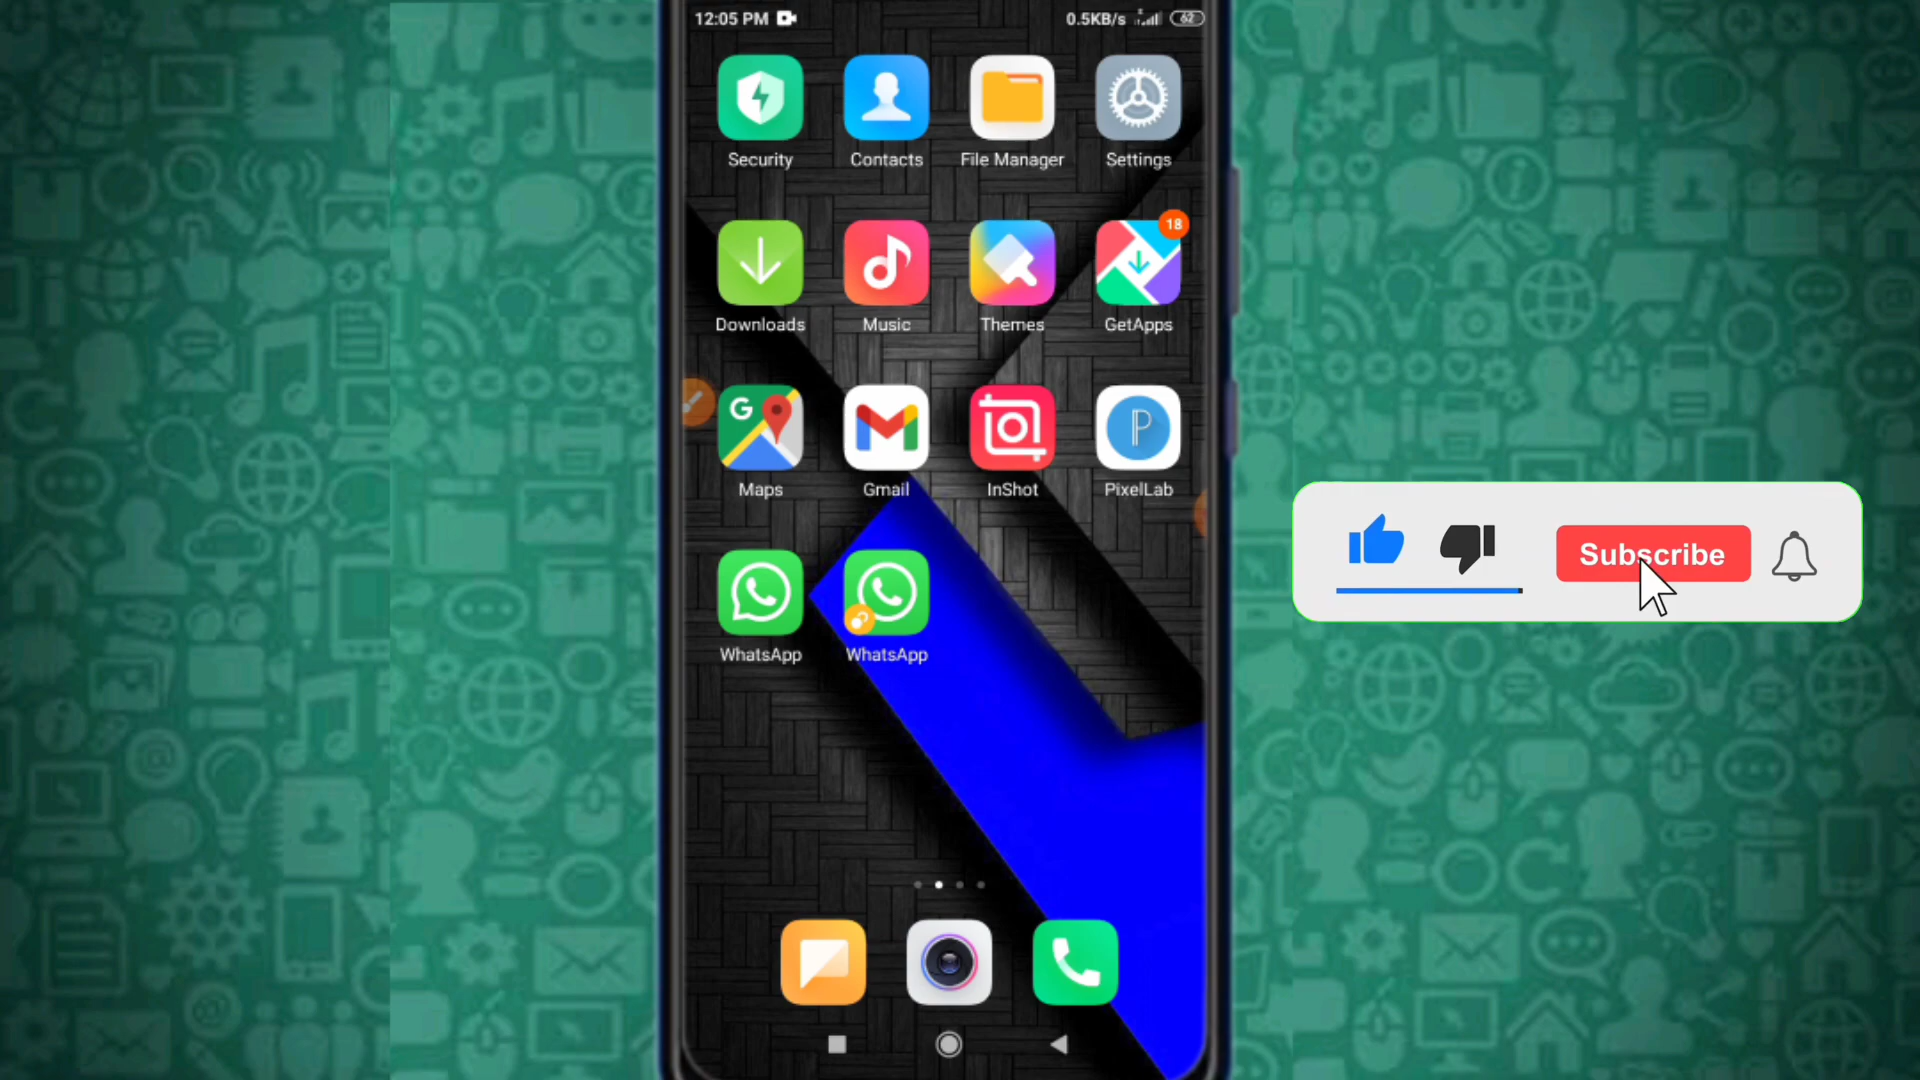 12:05 PM 0.5KB/s 62
Security Contacts File Manager Settings
18
Downloads Music Themes GetApps
G
P
Maps Gmail InShot PixelLab
Subscribe
WhatsApp WhatsApp